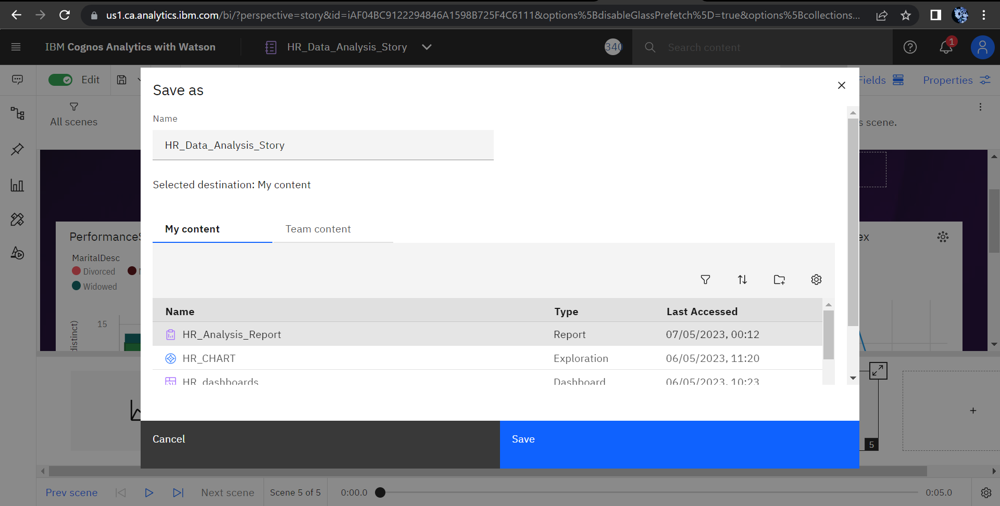 us1.ca.analytics.ibm.com/bi/?perspective=story&id=iAF04BC9122294846A1598B725F4C6111&options%5BdisableGlassPrefetch%5D=true&options%5Bcollections...
IBM Cognos Analytics with Watson
HR_Data_Analysis_Story
340
Search content
1
Edit
Fields
Properties
All scenes
s scene.
Save as
Name
HR_Data_Analysis_Story
Selected destination: My content
My content
Team content
PerformanceS
ex
MaritalDesc
Divorced
Widowed
15
distinct)
Name Type Last Accessed
HR_Analysis_Report Report 07/05/2023, 00:12
HR_CHART Exploration 06/05/2023, 11:20
HR_dashboards Dashboard 06/05/2023, 10:23
Cancel
Save
5
Prev scene
Next scene
Scene 5 of 5
0:00.0
0:05.0